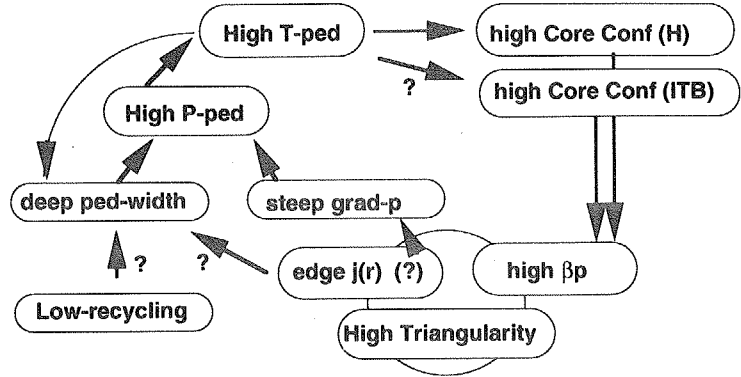 High T-ped
high Core Conf (H)
?
high Core Conf (ITB)
High P-ped
deep ped-width
steep grad-p
?
?
edge j(r) (?)
high βp
Low-recycling
High Triangularity